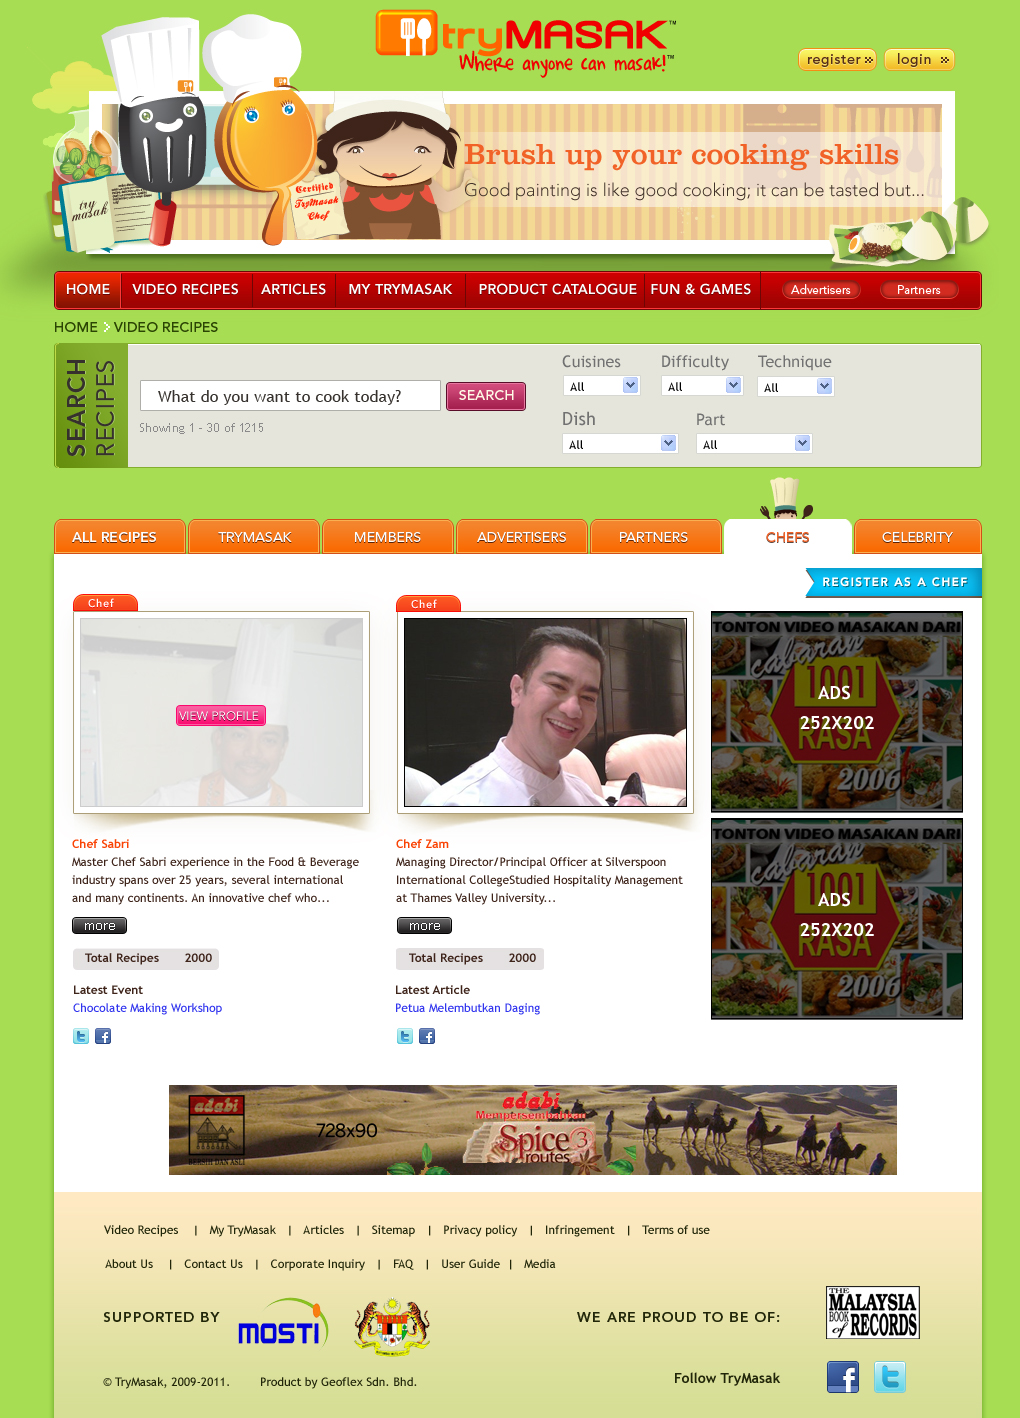 tryMASAK™
Where anyone can masak!™
register
login
Brush up your cooking skills
Good painting is like good cooking; it can be tasted but...
try masak
Certified
TryMasak
Chef
HOME
VIDEO RECIPES
ARTICLES
MY TRYMASAK
PRODUCT CATALOGUE
FUN & GAMES
Advertisers
Partners
HOME VIDEO RECIPES
SEARCH
RECIPES
What do you want to cook today?
SEARCH
Showing 1 - 30 of 1215
Cuisines
All
Difficulty
All
Technique
All
Dish
All
Part
All
ALL RECIPES
TRYMASAK
MEMBERS
ADVERTISERS
PARTNERS
CHEFS
CELEBRITY
REGISTER AS A CHEF
Chef
VIEW PROFILE
Chef Sabri
Master Chef Sabri experience in the Food & Beverage
industry spans over 25 years, several international
and many continents. An innovative chef who...
more
Total Recipes 2000
Latest Event
Chocolate Making Workshop
Chef
Chef Zam
Managing Director/Principal Officer at Silverspoon
International CollegeStudied Hospitality Management
at Thames Valley University...
more
Total Recipes 2000
Latest Article
Petua Melembutkan Daging
TONTON VIDEO MASAKAN DARI
cabaran
1001
RASA
2006
ADS
252X202
TONTON VIDEO MASAKAN DARI
cabaran
1001
RASA
2006
ADS
252X202
adabi
BERSIH DAN ASLI
728x90
adabi
Mempersembahkan
Spice
routes 3
Video Recipes | My TryMasak | Articles | Sitemap | Privacy policy | Infringement | Terms of use
About Us | Contact Us | Corporate Inquiry | FAQ | User Guide | Media
SUPPORTED BY
MOSTI
WE ARE PROUD TO BE OF:
THE
MALAYSIA
BOOK of RECORDS
© TryMasak, 2009-2011. Product by Geoflex Sdn. Bhd.
Follow TryMasak